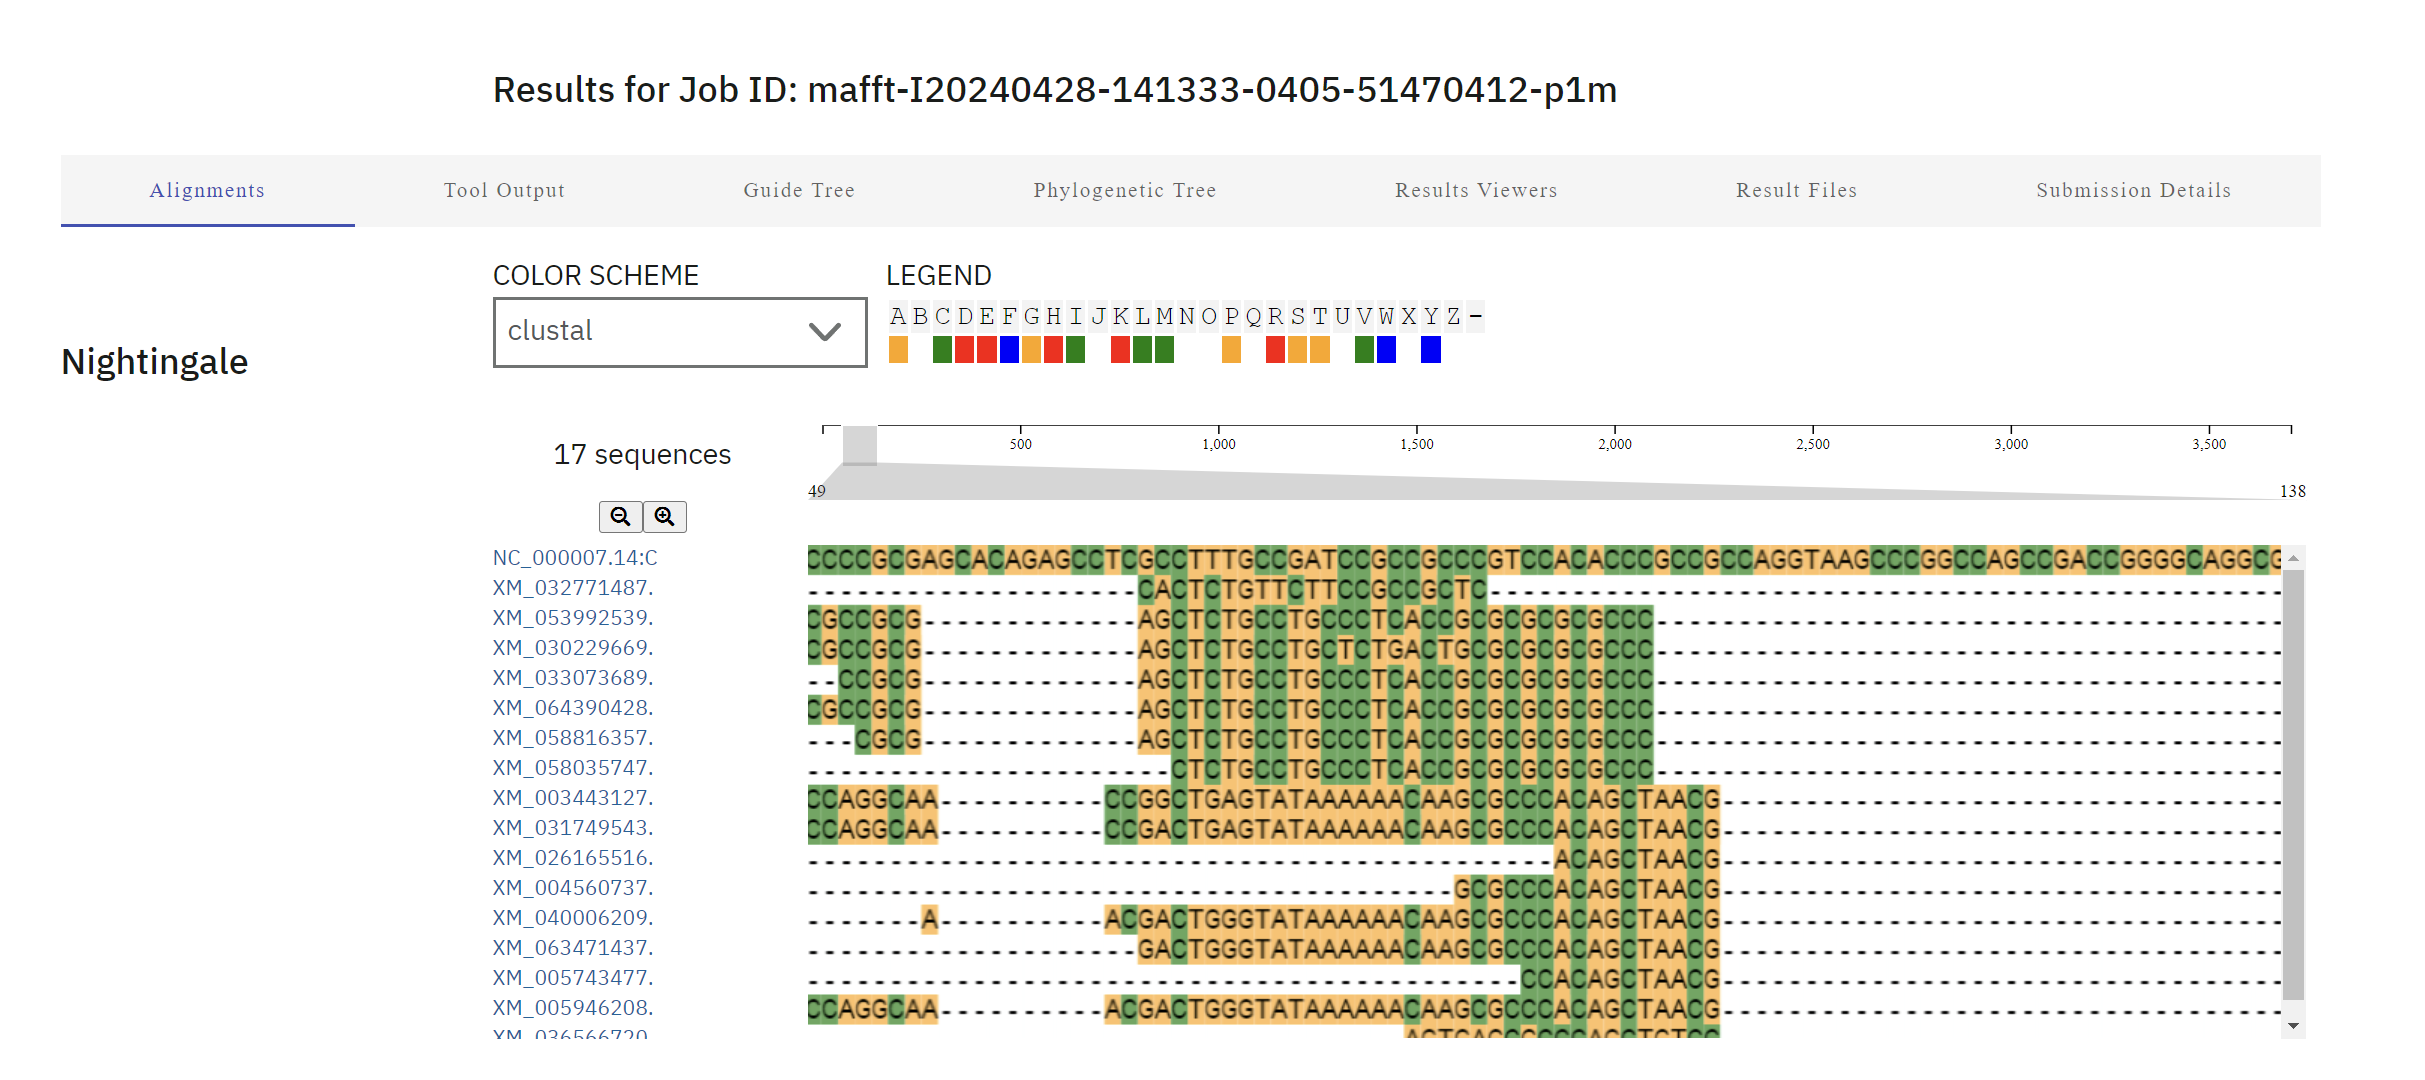 Results for Job ID: mafft-I20240428-141333-0405-51470412-p1m
Alignments Tool Output Guide Tree Phylogenetic Tree Results Viewers Result Files Submission Details
COLOR SCHEME LEGEND
A B C D E F G H I J K L M N O P Q R S T U V W X Y Z -
clustal
Nightingale
17 sequences
500 1,000 1,500 2,000 2,500 3,000 3,500
49 138
NC_000007.14:C CCCCGCGAGCACAGAGCCTCGCCTTTGCCGATCCGCCGCCCGTCCACACCCGCCGCCAGGTAAGCCCGGCCAGCCGACCGGGGCAGGCG
XM_032771487. --------------------CACTCTGTTCTTCCGCCGCTC------------------------------------------------
XM_053992539. CGCCGCG-------------AGCTCTGCCTGCCCTCACCGCGCGCGCGCCC--------------------------------------
XM_030229669. CGCCGCG-------------AGCTCTGCCTGCTCTGACTGCGCGCGCGCCC--------------------------------------
XM_033073689. --CCGCG-------------AGCTCTGCCTGCCCTCACCGCGCGCGCGCCC--------------------------------------
XM_064390428. CGCCGCG-------------AGCTCTGCCTGCCCTCACCGCGCGCGCGCCC--------------------------------------
XM_058816357. ---CGCG-------------AGCTCTGCCTGCCCTCACCGCGCGCGCGCCC--------------------------------------
XM_058035747. ----------------------CTCTGCCTGCCCTCACCGCGCGCGCGCCC--------------------------------------
XM_003443127. CCAGGCAA----------CCGGCTGAGTATAAAAAACAAGCGCCCACAGCTAACG----------------------------------
XM_031749543. CCAGGCAA----------CCGACTGAGTATAAAAAACAAGCGCCCACAGCTAACG----------------------------------
XM_026165516. ---------------------------------------------ACAGCTAACG----------------------------------
XM_004560737. ---------------------------------------GCGCCCACAGCTAACG----------------------------------
XM_040006209. -------A----------ACGACTGGGTATAAAAAACAAGCGCCCACAGCTAACG----------------------------------
XM_063471437. --------------------GACTGGGTATAAAAAACAAGCGCCCACAGCTAACG----------------------------------
XM_005743477. -------------------------------------------CCACAGCTAACG----------------------------------
XM_005946208. CCAGGCAA----------ACGACTGGGTATAAAAAACAAGCGCCCACAGCTAACG----------------------------------
XM_036566720.